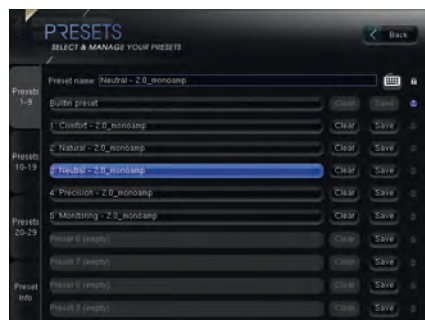 PRESETS
SELECT & MANAGE YOUR PRESETS
Back
Preset name: Neutral - 2.0_monoamp
Presets
1-9
Builtin preset Clear Save
1: Comfort - 2.0_monoamp Clear Save
2: Natural - 2.0_monoamp Clear Save
Presets
10-19
3: Neutral - 2.0_monoamp Clear Save
4: Precision - 2.0_monoamp Clear Save
5: Monitoring - 2.0_monoamp Clear Save
Presets
20-29
Preset 6 (empty) Clear Save
Preset 7 (empty) Clear Save
Preset
Info
Preset 8 (empty) Clear Save
Preset 9 (empty) Clear Save